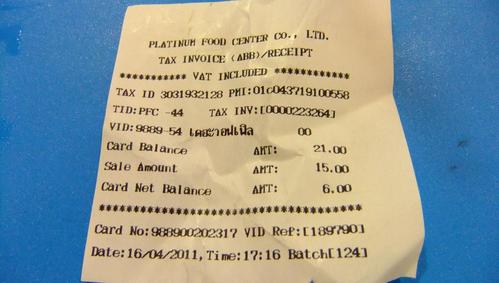 PLATINUM FOOD CENTER CO., LTD.
TAX INVOICE (ABB)/RECEIPT
************ VAT INCLUDED **************
TAX ID 3031932128 PMI:01c043719100558
TID:PFC -44 TAX INV:[0000223264]
VID:9889-54 00
Card Balance AMT: 21.00
Sale Amount AMT: 15.00
Card Net Balance AMT: 6.00
****************************************
Card No:988900202317 VID Ref:[189790]
Date:16/04/2011,Time:17:16 Batch[124]